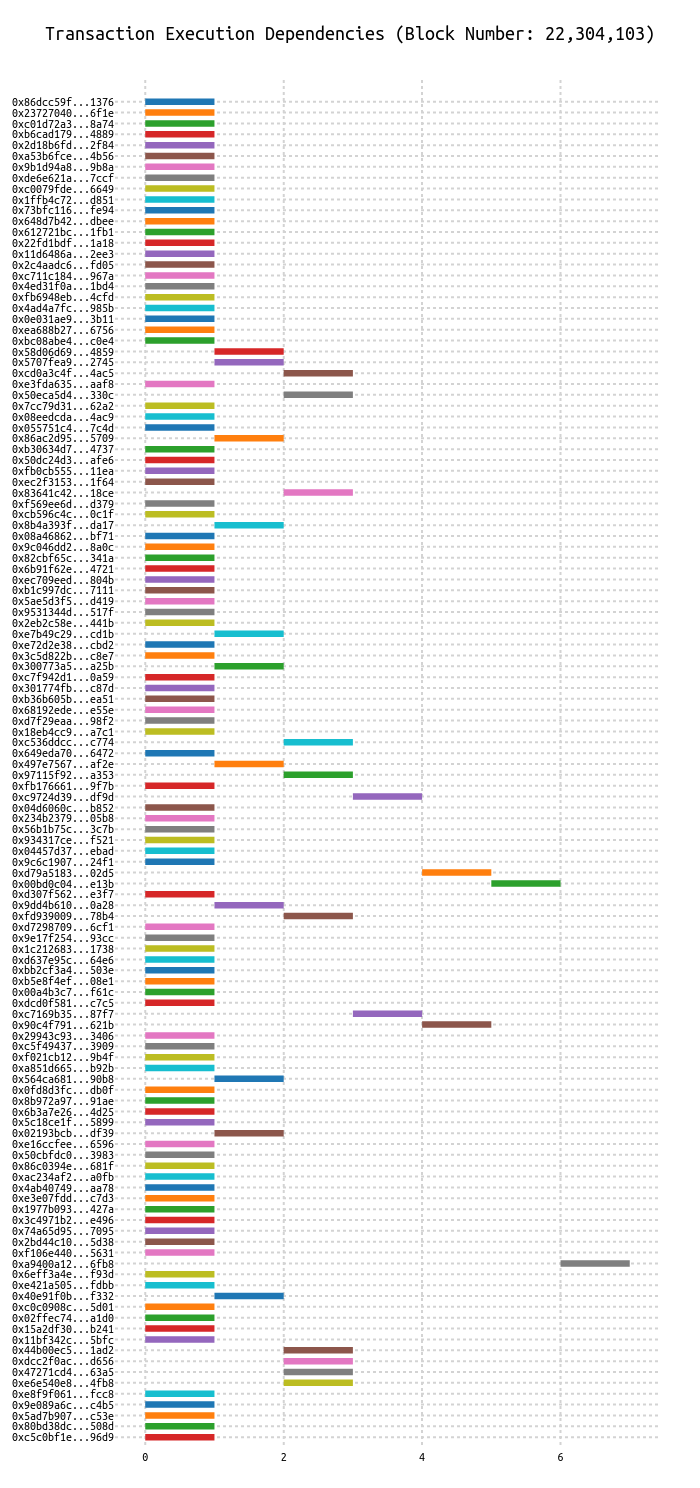 Transaction Execution Dependencies (Block Number: 22,304,103)
0x86dcc59f...1376
0x23727040...6f1e
0xc01d72a3...8a74
0xb6cad179...4889
0x2d18b6fd...2f84
0xa53b6fce...4b56
0x9b1d94a8...9b8a
0xde6e621a...7ccf
0xc0079fde...6649
0x1ffb4c72...d851
0x73bfc116...fe94
0x648d7b42...dbee
0x612721bc...1fb1
0x22fd1bdf...1a18
0x11d6486a...2ee3
0x2c4aadc6...fd05
0xc711c184...967a
0x4ed31f0a...1bd4
0xfb6948eb...4cfd
0x4ad4a7fc...985b
0x0e031ae9...3b11
0xea688b27...6756
0xbc08abe4...c0e4
0x58d06d69...4859
0x5707fea9...2745
0xcd0a3c4f...4ac5
0xe3fda635...aaf8
0x50eca5d4...330c
0x7cc79d31...62a2
0x08eedcda...4ac9
0x055751c4...7c4d
0x86ac2d95...5709
0xb30634d7...4737
0x50dc24d3...afe6
0xfb0cb555...11ea
0xec2f3153...1f64
0x83641c42...18ce
0xf569ee6d...d379
0xcb596c4c...0c1f
0x8b4a393f...da17
0x08a46862...bf71
0x9c046dd2...8a0c
0x82cbf65c...341a
0x6b91f62e...4721
0xec709eed...804b
0xb1c997dc...7111
0x5ae5d3f5...d419
0x9531344d...517f
0x2eb2c58e...441b
0xe7b49c29...cd1b
0xe72d2e38...cbd2
0x3c5d822b...c8e7
0x300773a5...a25b
0xc7f942d1...0a59
0x301774fb...c87d
0xb36b605b...ea51
0x68192ede...e55e
0xd7f29eaa...98f2
0x18eb4cc9...a7c1
0xc536ddcc...c774
0x649eda70...6472
0x497e7567...af2e
0x97115f92...a353
0xfb176661...9f7b
0xc9724d39...df9d
0x04d6060c...b852
0x234b2379...05b8
0x56b1b75c...3c7b
0x934317ce...f521
0x04457d37...ebad
0x9c6c1907...24f1
0xd79a5183...02d5
0x00bd0c04...e13b
0xd307f562...e3f7
0x9dd4b610...0a28
0xfd939009...78b4
0xd7298709...6cf1
0x9e17f254...93cc
0x1c212683...1738
0xd637e95c...64e6
0xbb2cf3a4...503e
0xb5e8f4ef...08e1
0x00a4b3c7...f61c
0xdcd0f581...c7c5
0xc7169b35...87f7
0x90c4f791...621b
0x29943c93...3406
0xc5f49437...3909
0xf021cb12...9b4f
0xa851d665...b92b
0x564ca681...90b8
0x0fd8d3fc...db0f
0x8b972a97...91ae
0x6b3a7e26...4d25
0x5c18ce1f...5899
0x02193bcb...df39
0xe16ccfee...6596
0x50cbfdc0...3983
0x86c0394e...681f
0xac234af2...a0fb
0x4ab40749...aa78
0xe3e07fdd...c7d3
0x1977b093...427a
0x3c4971b2...e496
0x74a65d95...7095
0x2bd44c10...5d38
0xf106e440...5631
0xa9400a12...6fb8
0x6eff3a4e...f93d
0xe421a505...fdbb
0x40e91f0b...f332
0xc0c0908c...5d01
0x02ffec74...a1d0
0x15a2df30...b241
0x11bf342c...5bfc
0x44b00ec5...1ad2
0xdcc2f0ac...d656
0x47271cd4...63a5
0xe6e540e8...4fb8
0xe8f9f061...fcc8
0x9e089a6c...c4b5
0x5ad7b907...c53e
0x80bd38dc...508d
0xc5c0bf1e...96d9
0 2 4 6